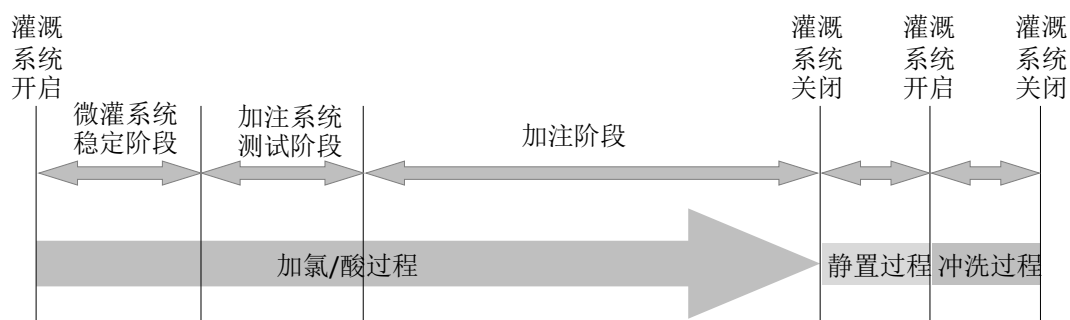 灌溉
系统
开启
灌溉
系统
关闭
灌溉
系统
开启
灌溉
系统
关闭
微灌系统
稳定阶段
加注系统
测试阶段
加注阶段
加氯/酸过程
静置过程
冲洗过程